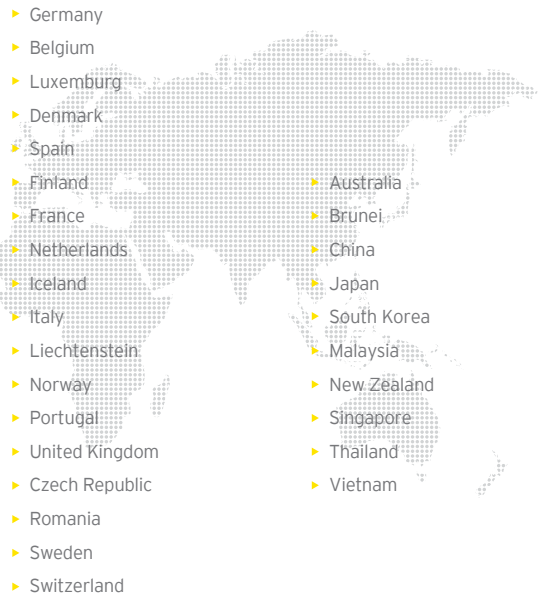 Germany
Belgium
Luxemburg
Denmark
Spain
Finland
France
Netherlands
Iceland
Italy
Liechtenstein
Norway
Portugal
United Kingdom
Czech Republic
Romania
Sweden
Switzerland
Australia
Brunei
China
Japan
South Korea
Malaysia
New Zealand
Singapore
Thailand
Vietnam